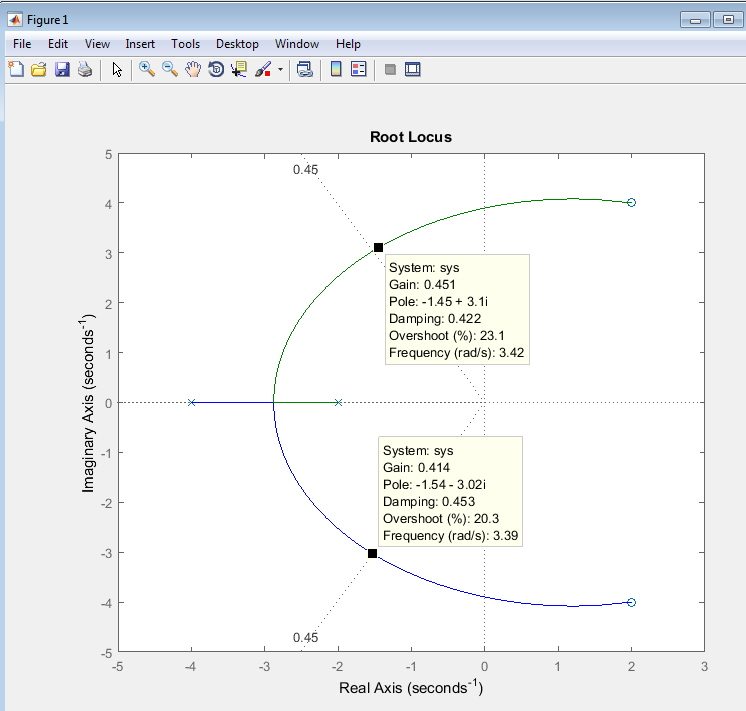 Figure 1
File Edit View Insert Tools Desktop Window Help
Root Locus
5
4
3
2
1
0
-1
-2
-3
-4
-5
Imaginary Axis (seconds-1)
0.45
System: sys
Gain: 0.451
Pole: -1.45 + 3.1i
Damping: 0.422
Overshoot (%): 23.1
Frequency (rad/s): 3.42
System: sys
Gain: 0.414
Pole: -1.54 - 3.02i
Damping: 0.453
Overshoot (%): 20.3
Frequency (rad/s): 3.39
0.45
-5 -4 -3 -2 -1 0 1 2 3
Real Axis (seconds-1)